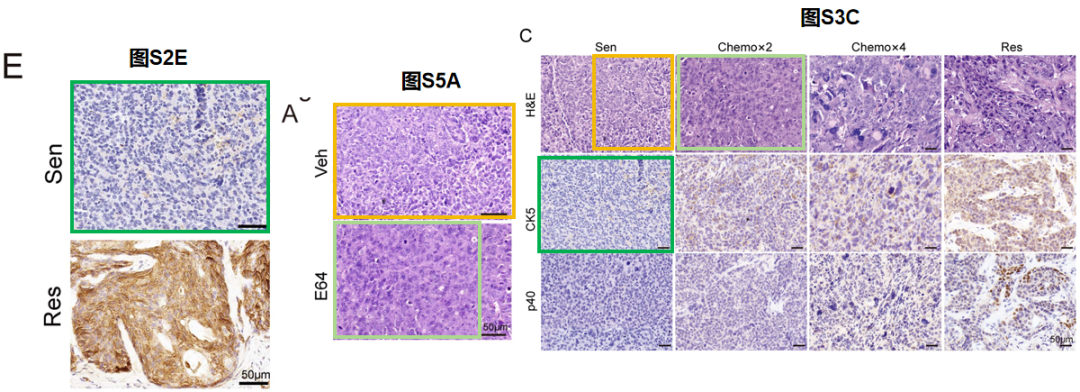 图S2E
E
Sen
Res
50μm
图S5A
A
Veh
E64
50μm
图S3C
C
Sen
Chemo×2
Chemo×4
Res
H&E
CK5
p40
50μm